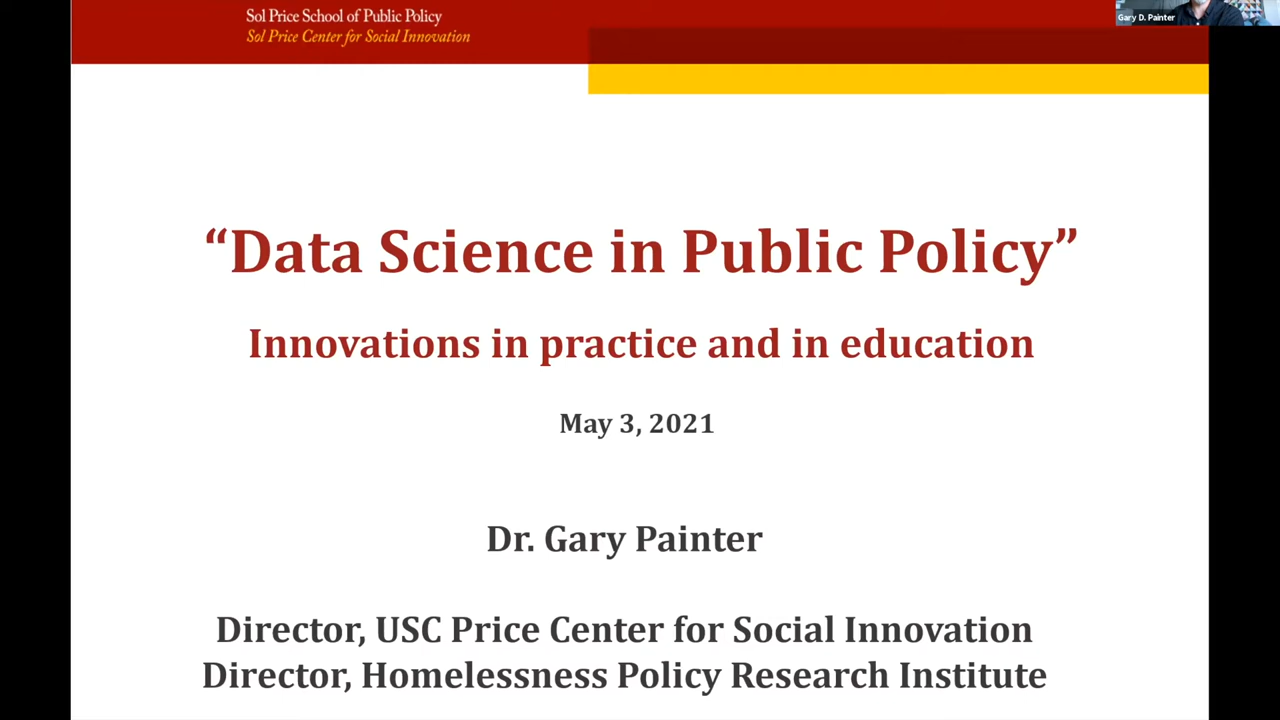 Sol Price School of Public Policy
Sol Price Center for Social Innovation
Gary D. Painter
“Data Science in Public Policy”
Innovations in practice and in education
May 3, 2021
Dr. Gary Painter
Director, USC Price Center for Social Innovation
Director, Homelessness Policy Research Institute